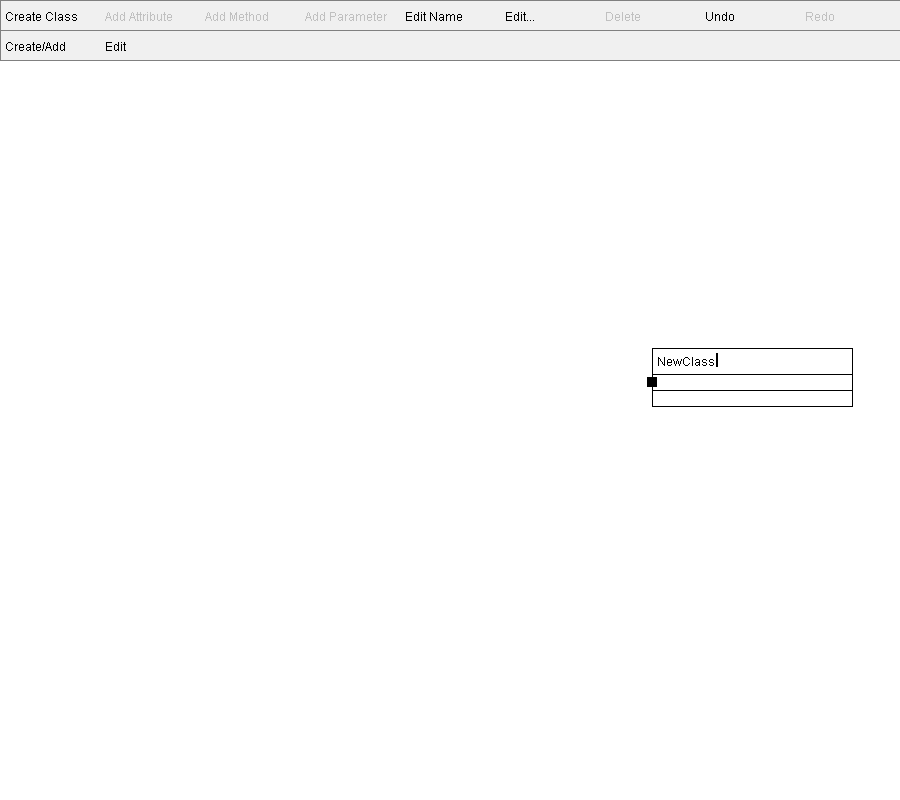 Create Class Add Attribute Add Method Add Parameter Edit Name Edit... Delete Undo Redo
Create/Add Edit
NewClass